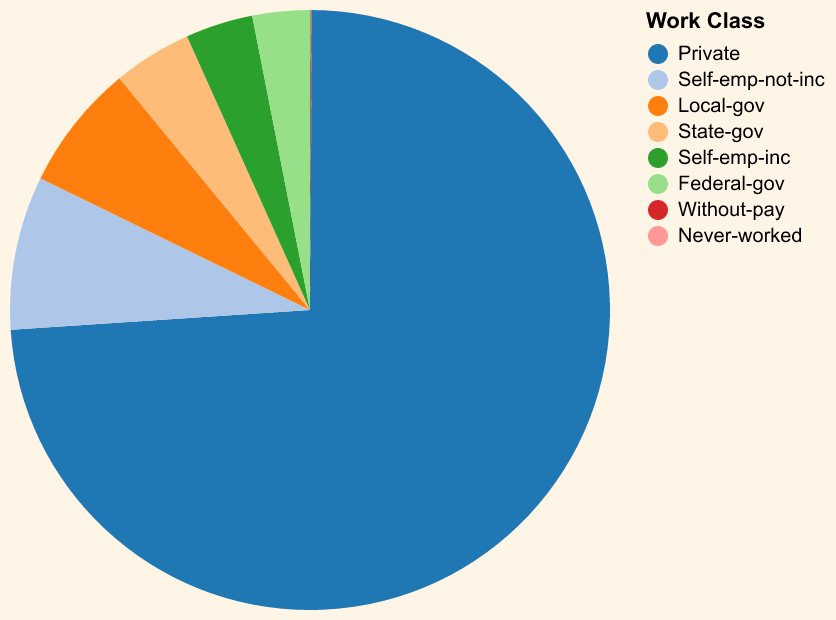 Work Class
Private
Self-emp-not-inc
Local-gov
State-gov
Self-emp-inc
Federal-gov
Without-pay
Never-worked